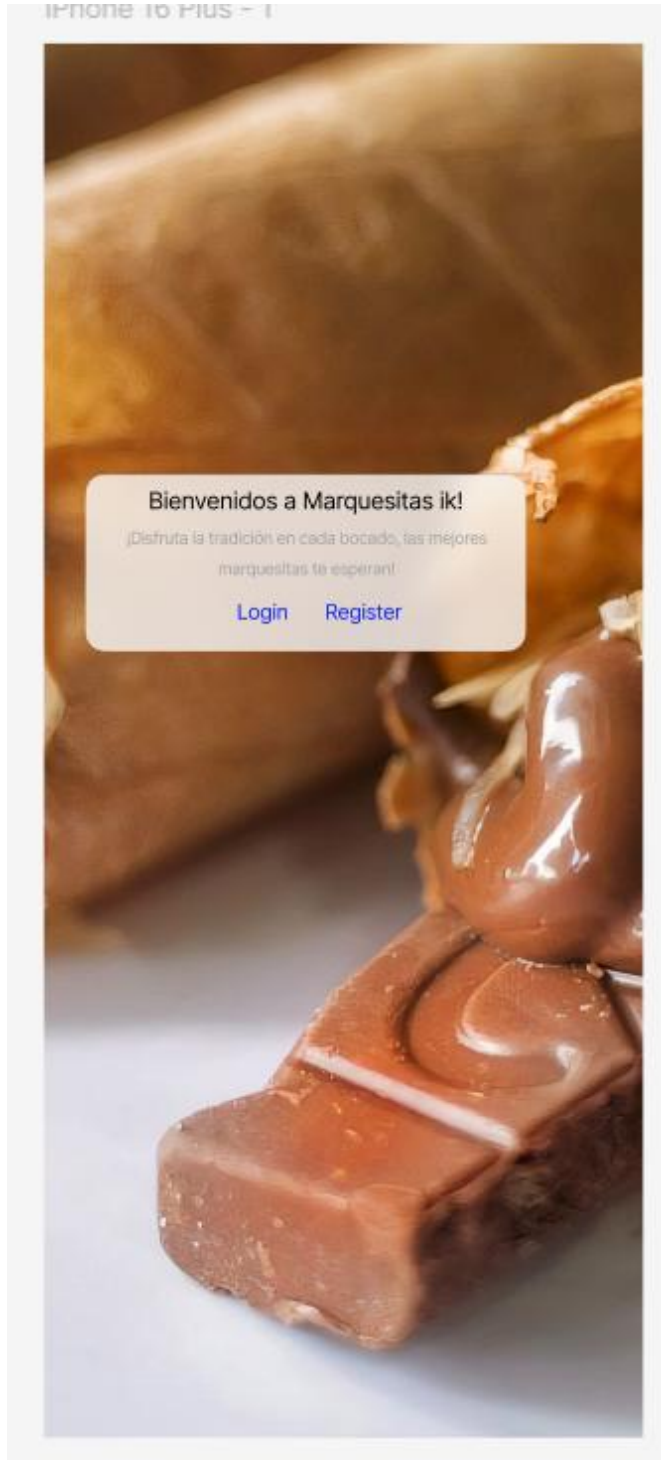 iPhone 16 Plus - 1
Bienvenidos a Marquesitas ik!
¡Disfruta la tradición en cada bocado, las mejores
marquesitas te esperan!
Login Register